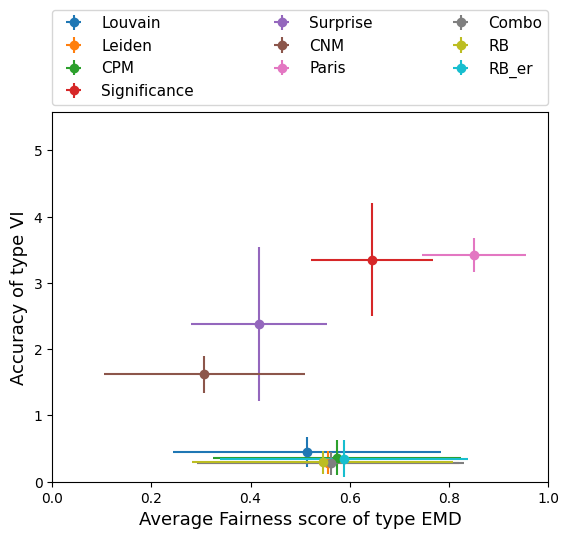 Louvain Surprise Combo
Leiden CNM RB
CPM Paris RB_er
Significance
5
4
3
2
1
0
Accuracy of type VI
0.0 0.2 0.4 0.6 0.8 1.0
Average Fairness score of type EMD